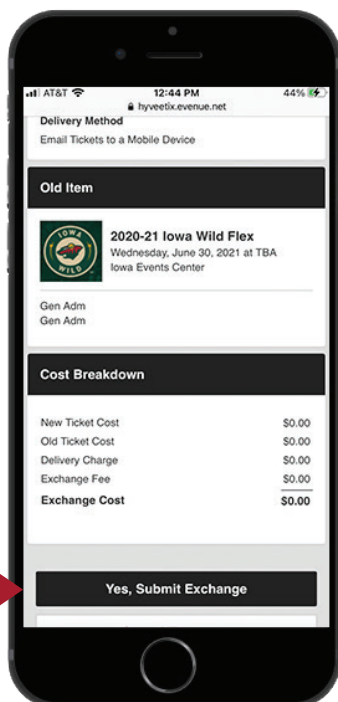 AT&T 12:44 PM 44%
hyveetix.evenue.net
Delivery Method
Email Tickets to a Mobile Device
Old Item
IOWA
WILD
2020-21 Iowa Wild Flex
Wednesday, June 30, 2021 at TBA
Iowa Events Center
Gen Adm
Gen Adm
Cost Breakdown
New Ticket Cost $0.00
Old Ticket Cost $0.00
Delivery Charge $0.00
Exchange Fee $0.00
Exchange Cost $0.00
Yes, Submit Exchange